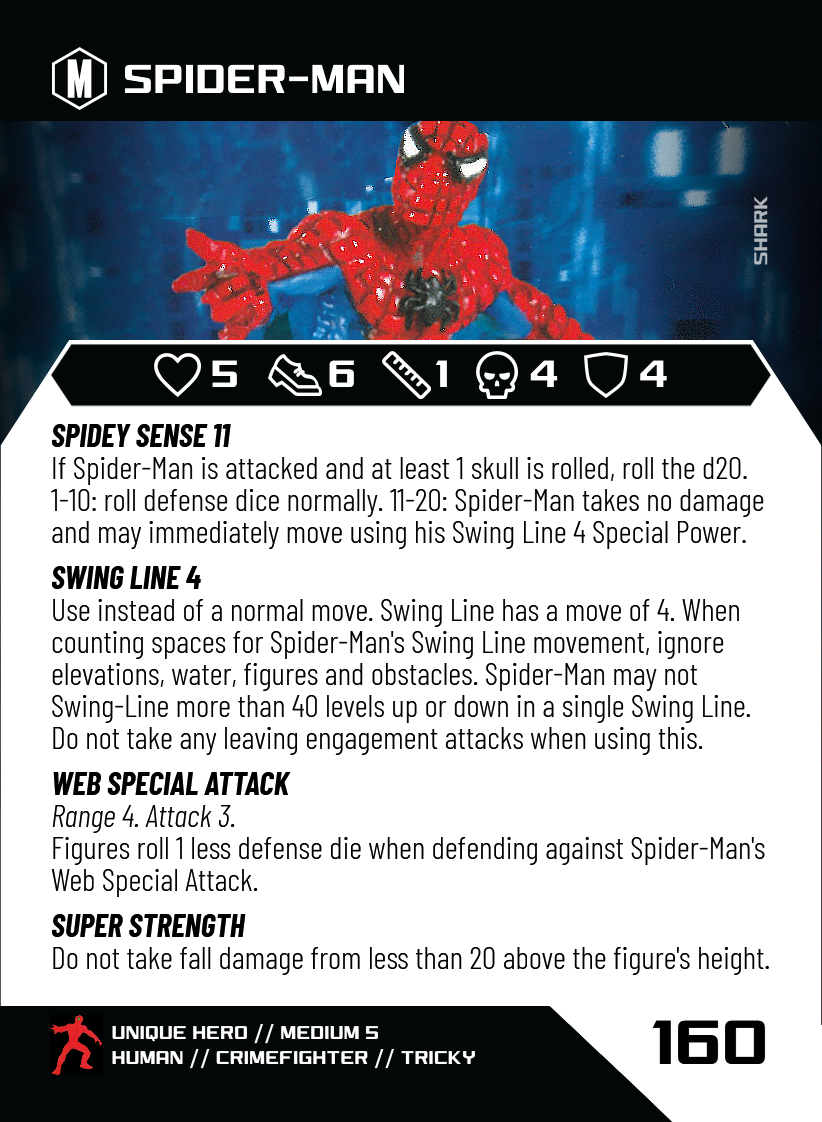 M SPIDER-MAN
SHARK
5 6 1 4 4
SPIDEY SENSE 11
If Spider-Man is attacked and at least 1 skull is rolled, roll the d20.
1-10: roll defense dice normally. 11-20: Spider-Man takes no damage
and may immediately move using his Swing Line 4 Special Power.
SWING LINE 4
Use instead of a normal move. Swing Line has a move of 4. When
counting spaces for Spider-Man's Swing Line movement, ignore
elevations, water, figures and obstacles. Spider-Man may not
Swing-Line more than 40 levels up or down in a single Swing Line.
Do not take any leaving engagement attacks when using this.
WEB SPECIAL ATTACK
Range 4. Attack 3.
Figures roll 1 less defense die when defending against Spider-Man's
Web Special Attack.
SUPER STRENGTH
Do not take fall damage from less than 20 above the figure's height.
UNIQUE HERO // MEDIUM 5
HUMAN // CRIMEFIGHTER // TRICKY
160